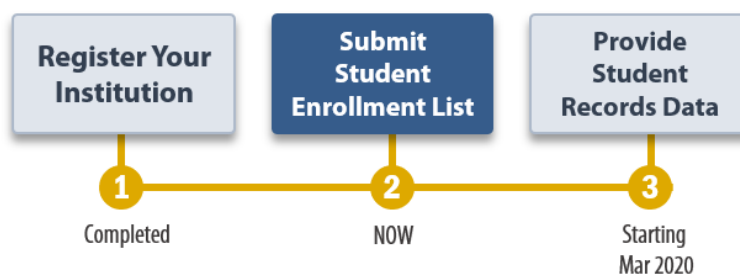 Register Your
Institution
Submit
Student
Enrollment List
Provide
Student
Records Data
1
2
3
Completed
NOW
Starting
Mar 2020